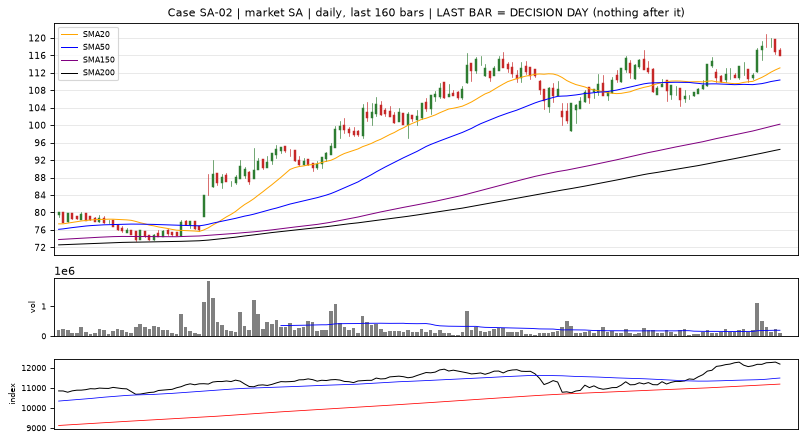 Case SA-02 | market SA | daily, last 160 bars | LAST BAR = DECISION DAY (nothing after it)
SMA20
SMA50
SMA150
SMA200
120
116
112
108
104
100
96
92
88
84
80
76
72
1e6
vol
1
0
index
12000
11000
10000
9000